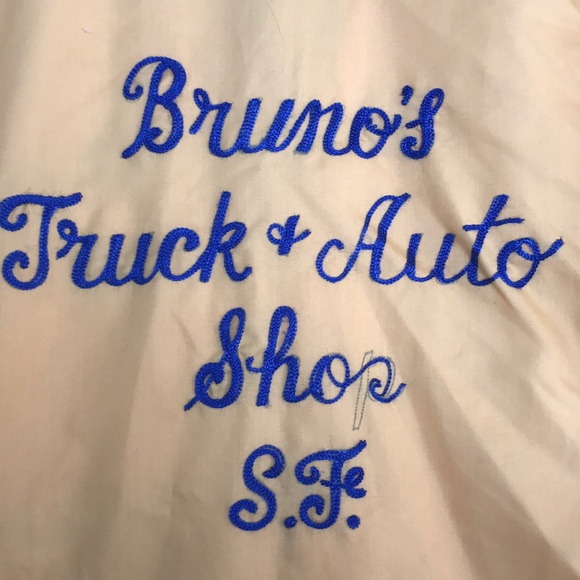 Bruno's
Truck & Auto
Shop
S.F.